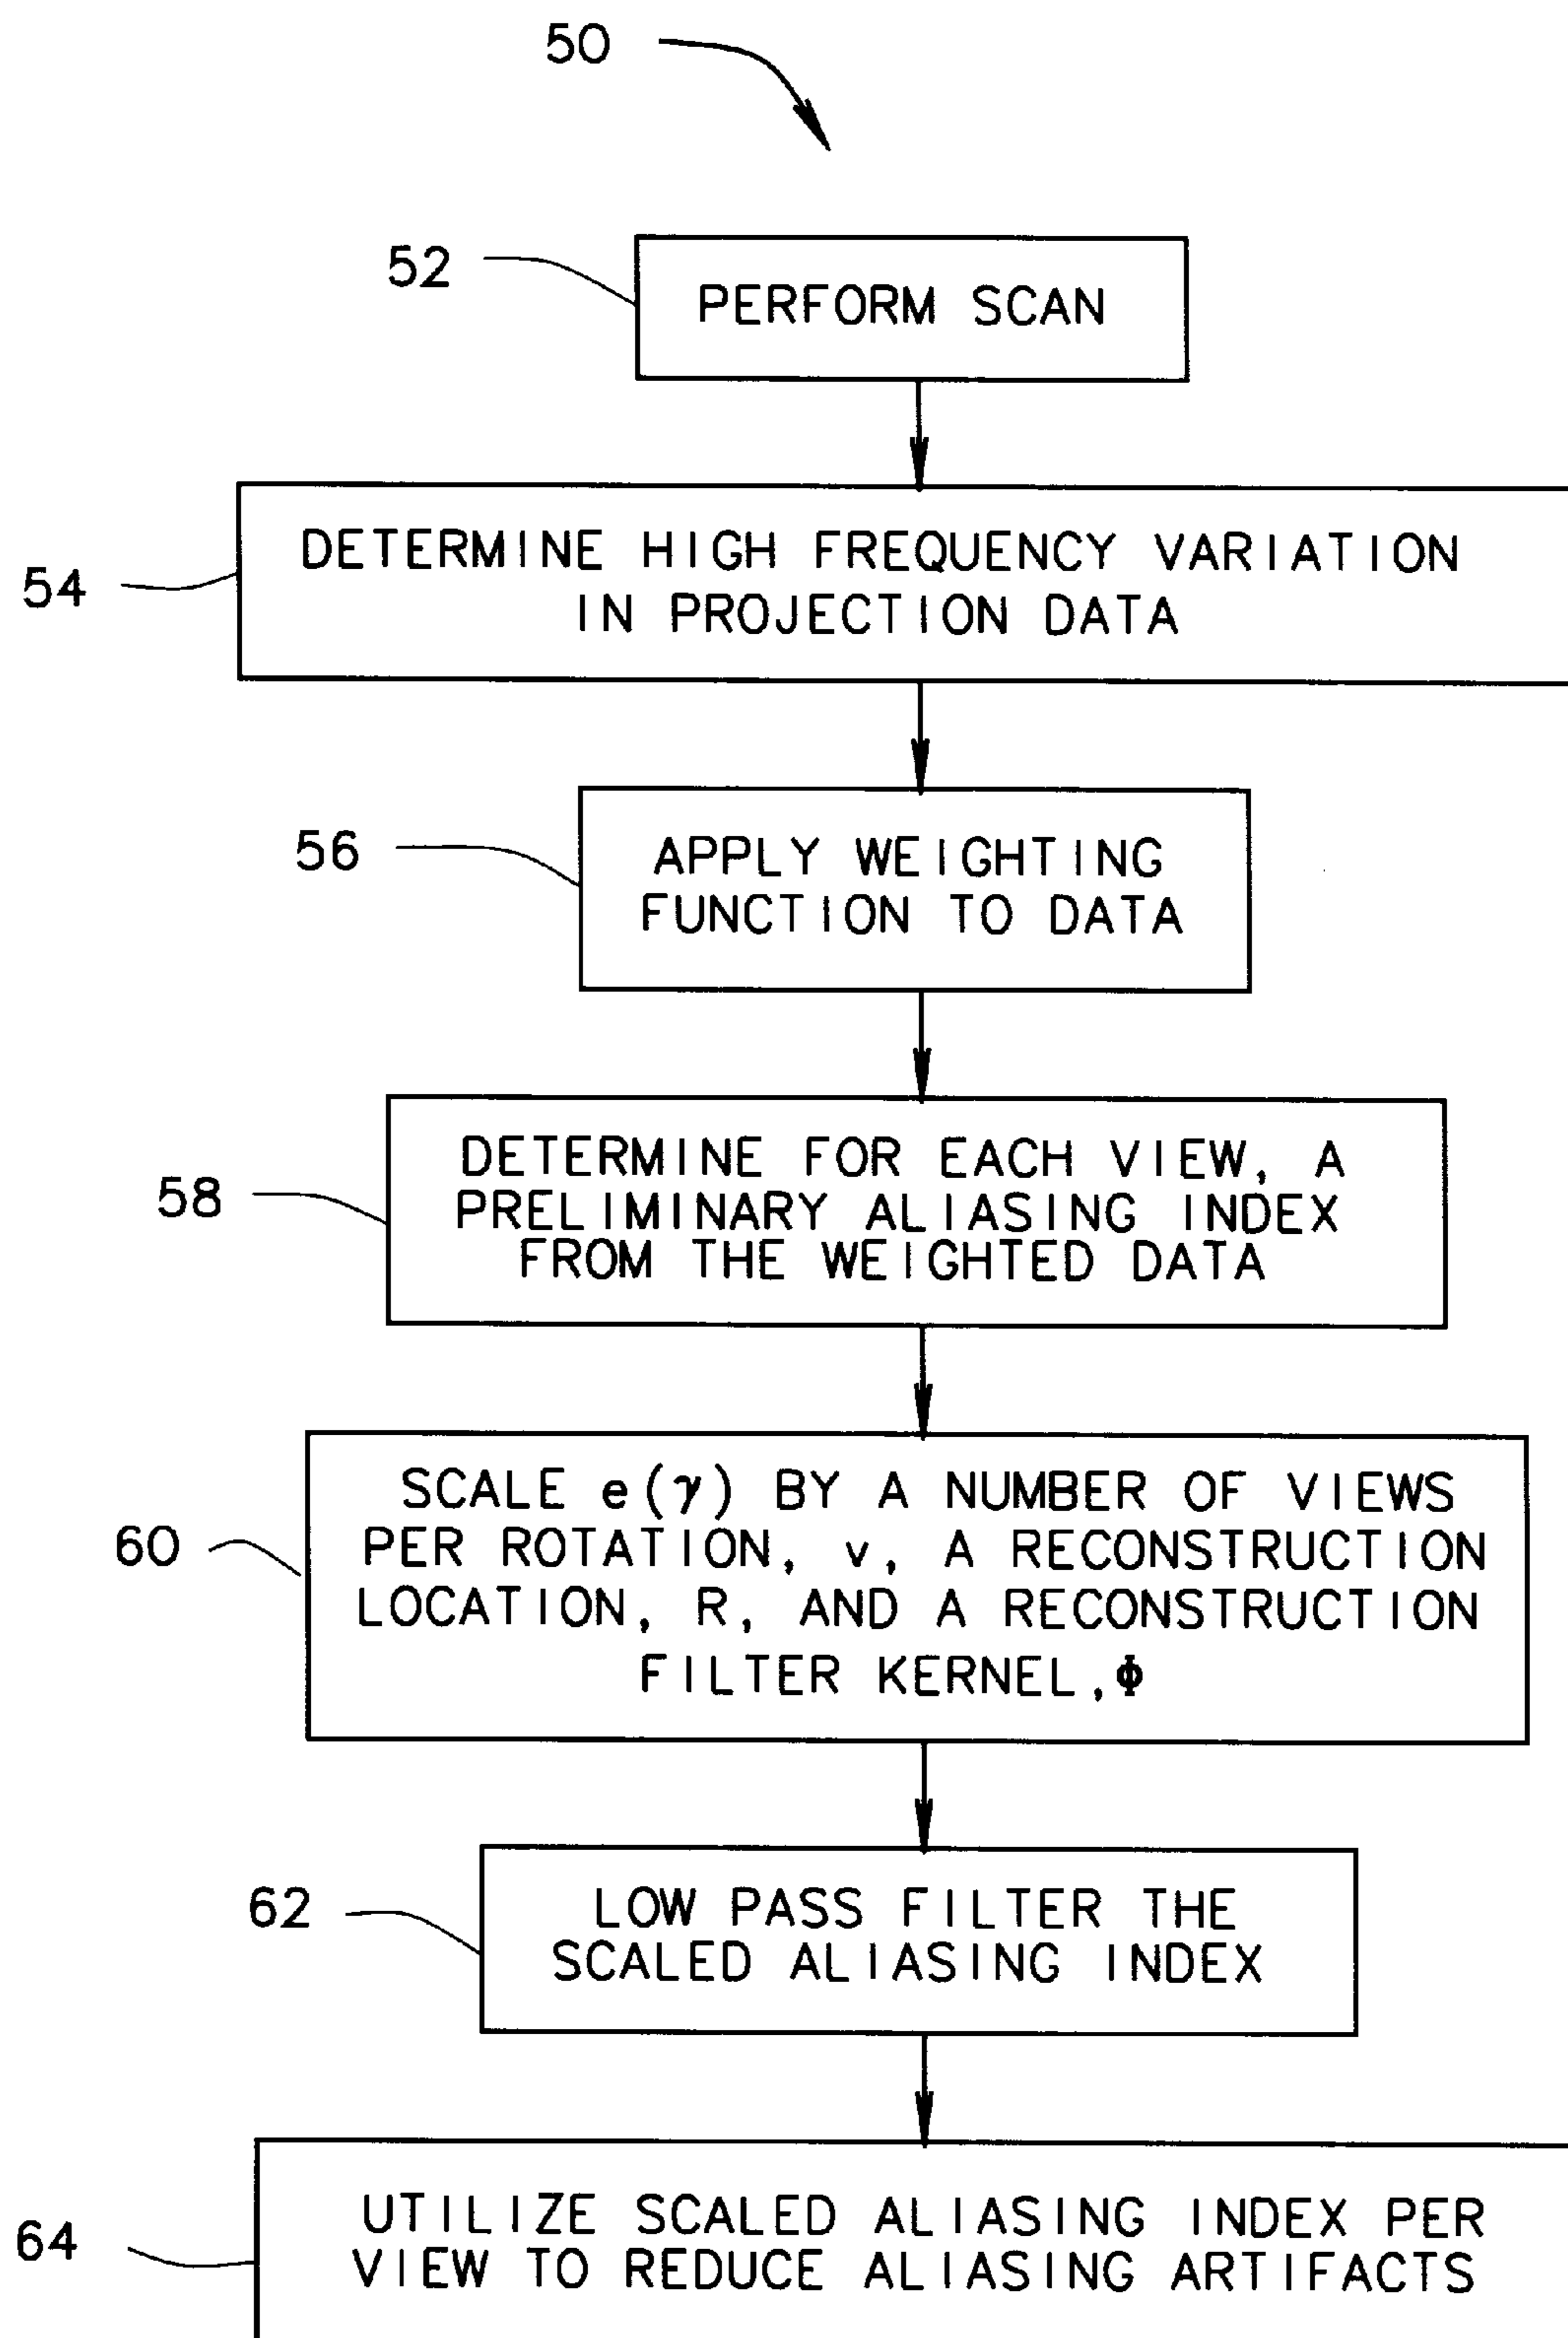 50
52
PERFORM SCAN
54
DETERMINE HIGH FREQUENCY VARIATION
IN PROJECTION DATA
56
APPLY WEIGHTING
FUNCTION TO DATA
58
DETERMINE FOR EACH VIEW, A
PRELIMINARY ALIASING INDEX
FROM THE WEIGHTED DATA
60
SCALE e(γ) BY A NUMBER OF VIEWS
PER ROTATION, v, A RECONSTRUCTION
LOCATION, R, AND A RECONSTRUCTION
FILTER KERNEL,Φ
62
LOW PASS FILTER THE
SCALED ALIASING INDEX
64
UTILIZE SCALED ALIASING INDEX PER
VIEW TO REDUCE ALIASING ARTIFACTS